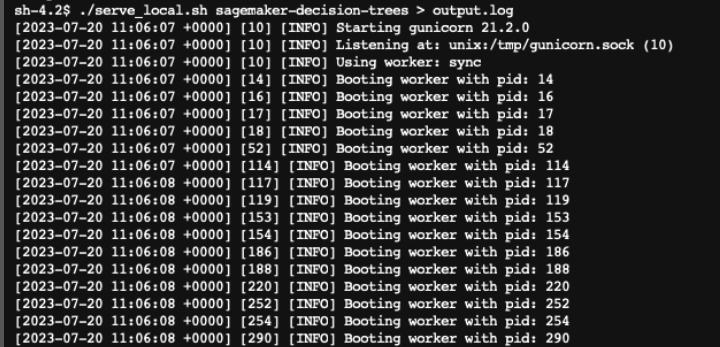 sh-4.2$ ./serve_local.sh sagemaker-decision-trees > output.log
[2023-07-20 11:06:07 +0000] [10] [INFO] Starting gunicorn 21.2.0
[2023-07-20 11:06:07 +0000] [10] [INFO] Listening at: unix:/tmp/gunicorn.sock (10)
[2023-07-20 11:06:07 +0000] [10] [INFO] Using worker: sync
[2023-07-20 11:06:07 +0000] [14] [INFO] Booting worker with pid: 14
[2023-07-20 11:06:07 +0000] [16] [INFO] Booting worker with pid: 16
[2023-07-20 11:06:07 +0000] [17] [INFO] Booting worker with pid: 17
[2023-07-20 11:06:07 +0000] [18] [INFO] Booting worker with pid: 18
[2023-07-20 11:06:07 +0000] [52] [INFO] Booting worker with pid: 52
[2023-07-20 11:06:07 +0000] [114] [INFO] Booting worker with pid: 114
[2023-07-20 11:06:08 +0000] [117] [INFO] Booting worker with pid: 117
[2023-07-20 11:06:08 +0000] [119] [INFO] Booting worker with pid: 119
[2023-07-20 11:06:08 +0000] [153] [INFO] Booting worker with pid: 153
[2023-07-20 11:06:08 +0000] [154] [INFO] Booting worker with pid: 154
[2023-07-20 11:06:08 +0000] [186] [INFO] Booting worker with pid: 186
[2023-07-20 11:06:08 +0000] [188] [INFO] Booting worker with pid: 188
[2023-07-20 11:06:08 +0000] [220] [INFO] Booting worker with pid: 220
[2023-07-20 11:06:08 +0000] [252] [INFO] Booting worker with pid: 252
[2023-07-20 11:06:08 +0000] [254] [INFO] Booting worker with pid: 254
[2023-07-20 11:06:08 +0000] [290] [INFO] Booting worker with pid: 290